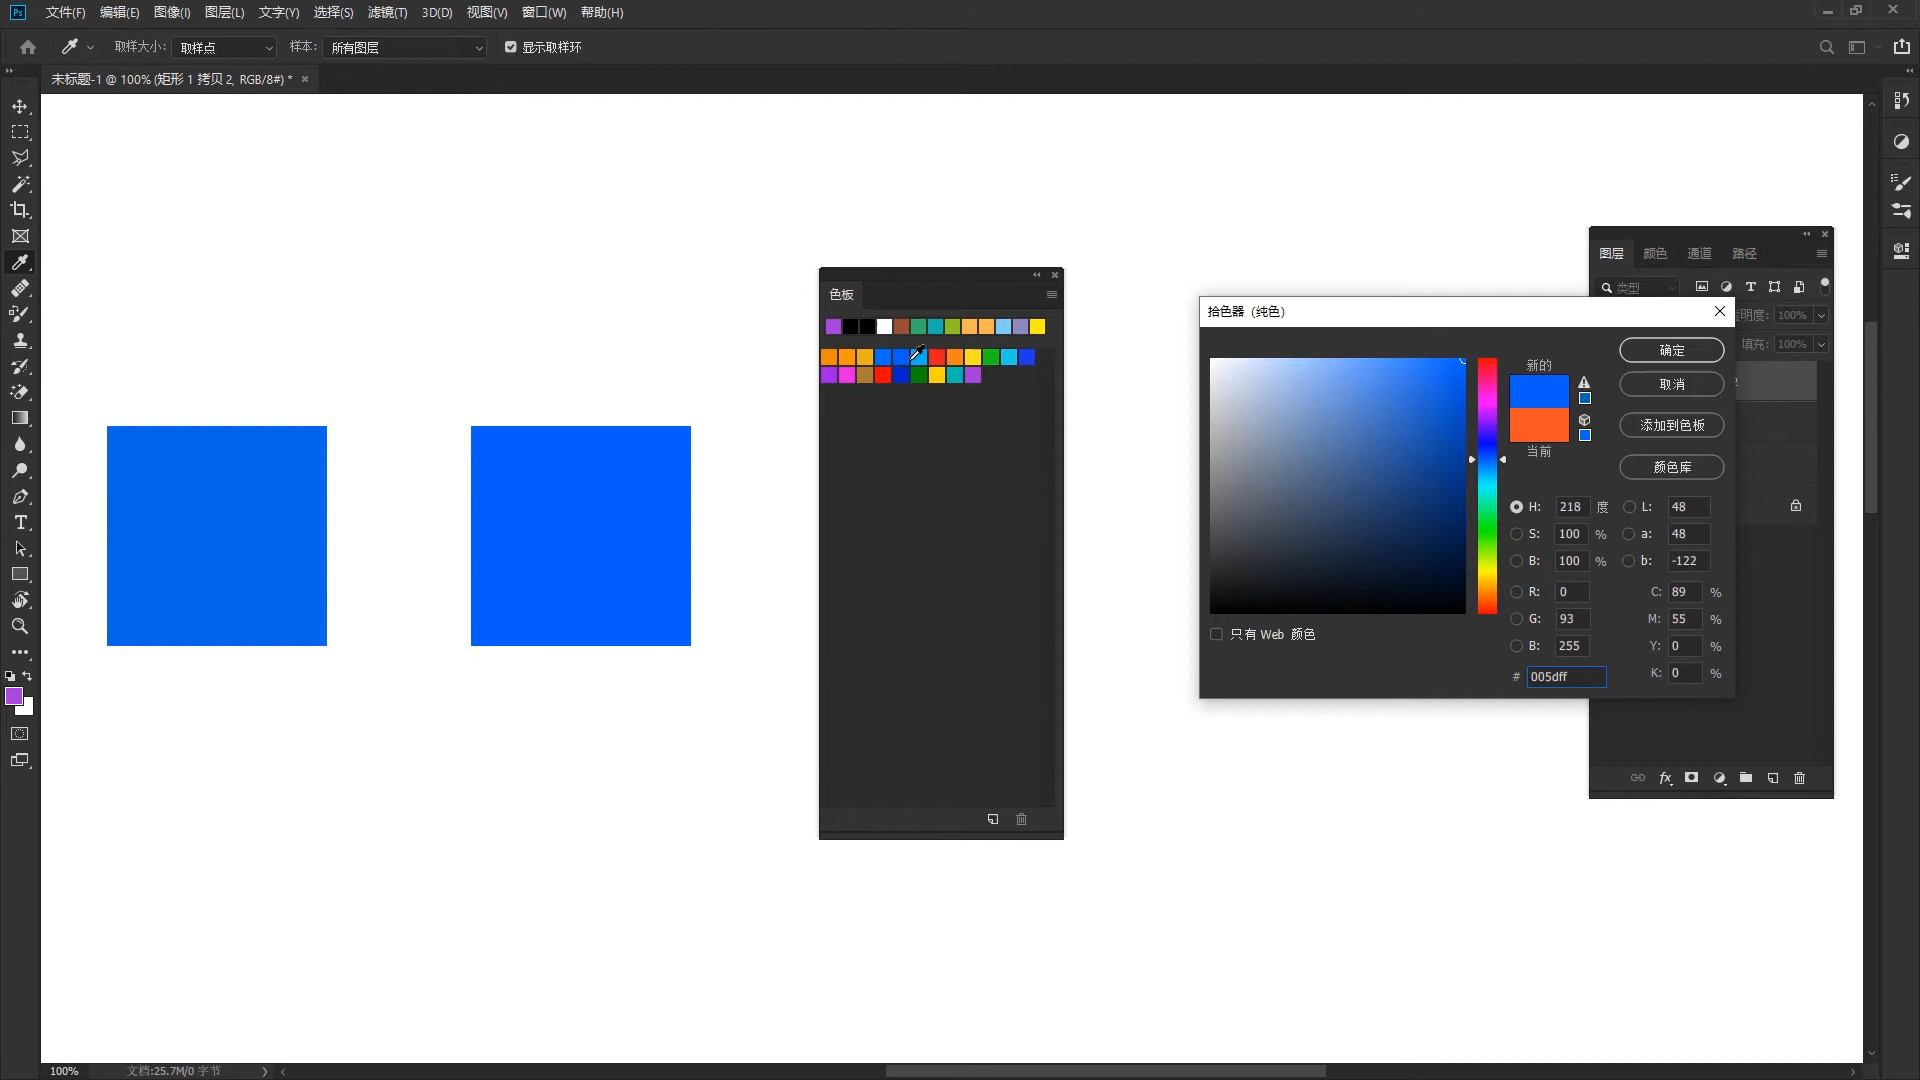 Ps 文件(F) 编辑(E) 图像(I) 图层(L) 文字(Y) 选择(S) 滤镜(T) 3D(D) 视图(V) 窗口(W) 帮助(H)
取样大小: 取样点 样本: 所有图层 显示取样环
未标题-1 @ 100% (矩形 1 拷贝 2, RGB/8#) *
图层 颜色 通道 路径
类型
色板
拾色器 (纯色)
明度: 100%
填充: 100%
新的
当前
确定
取消
添加到色板
颜色库
H: 218 度 L: 48
S: 100 % a: 48
B: 100 % b: -122
R: 0 C: 89 %
G: 93 M: 55 %
B: 255 Y: 0 %
# 005dff K: 0 %
只有 Web 颜色
fx
100% 文档:25.7M/0 字节